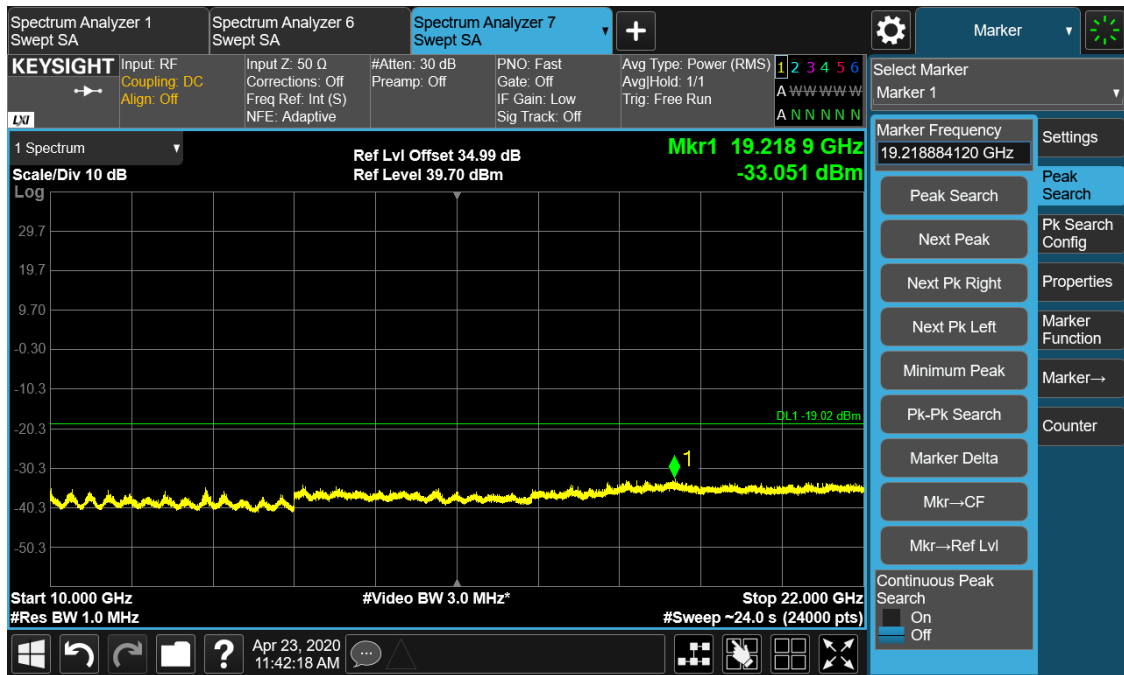 Spectrum Analyzer 1
Swept SA
Spectrum Analyzer 6
Swept SA
Spectrum Analyzer 7
Swept SA
Marker
KEYSIGHT
LXI
Input: RF
Coupling: DC
Align: Off
Input Z: 50 Ω
Corrections: Off
Freq Ref: Int (S)
NFE: Adaptive
#Atten: 30 dB
Preamp: Off
PNO: Fast
Gate: Off
IF Gain: Low
Sig Track: Off
Avg Type: Power (RMS)
Avg|Hold: 1/1
Trig: Free Run
1 2 3 4 5 6
A W W W W W
A N N N N N
Select Marker
Marker 1
1 Spectrum
Scale/Div 10 dB
Ref Lvl Offset 34.99 dB
Ref Level 39.70 dBm
Mkr1 19.218 9 GHz
-33.051 dBm
Log
29.7
19.7
9.70
-0.30
-10.3
-20.3
-30.3
-40.3
-50.3
DL1 -19.02 dBm
1
Start 10.000 GHz
#Res BW 1.0 MHz
#Video BW 3.0 MHz*
Stop 22.000 GHz
#Sweep ~24.0 s (24000 pts)
Marker Frequency
19.218884120 GHz
Peak Search
Next Peak
Next Pk Right
Next Pk Left
Minimum Peak
Pk-Pk Search
Marker Delta
Mkr→CF
Mkr→Ref Lvl
Continuous Peak
Search
On
Off
Settings
Peak
Search
Pk Search
Config
Properties
Marker
Function
Marker→
Counter
?
Apr 23, 2020
11:42:18 AM